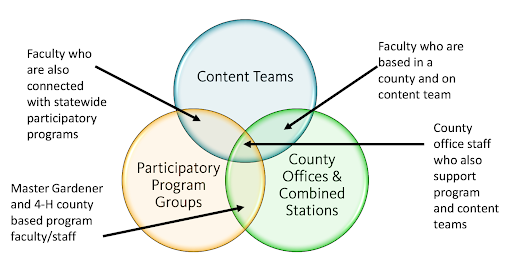 Faculty who
are also
connected
with statewide
participatory
programs
Content Teams
Faculty who are
based in a
county and on
content team
Participatory
Program
Groups
County
Offices &
Combined
Stations
County
office staff
who also
support
program
and content
teams
Master Gardener
and 4-H county
based program
faculty/staff